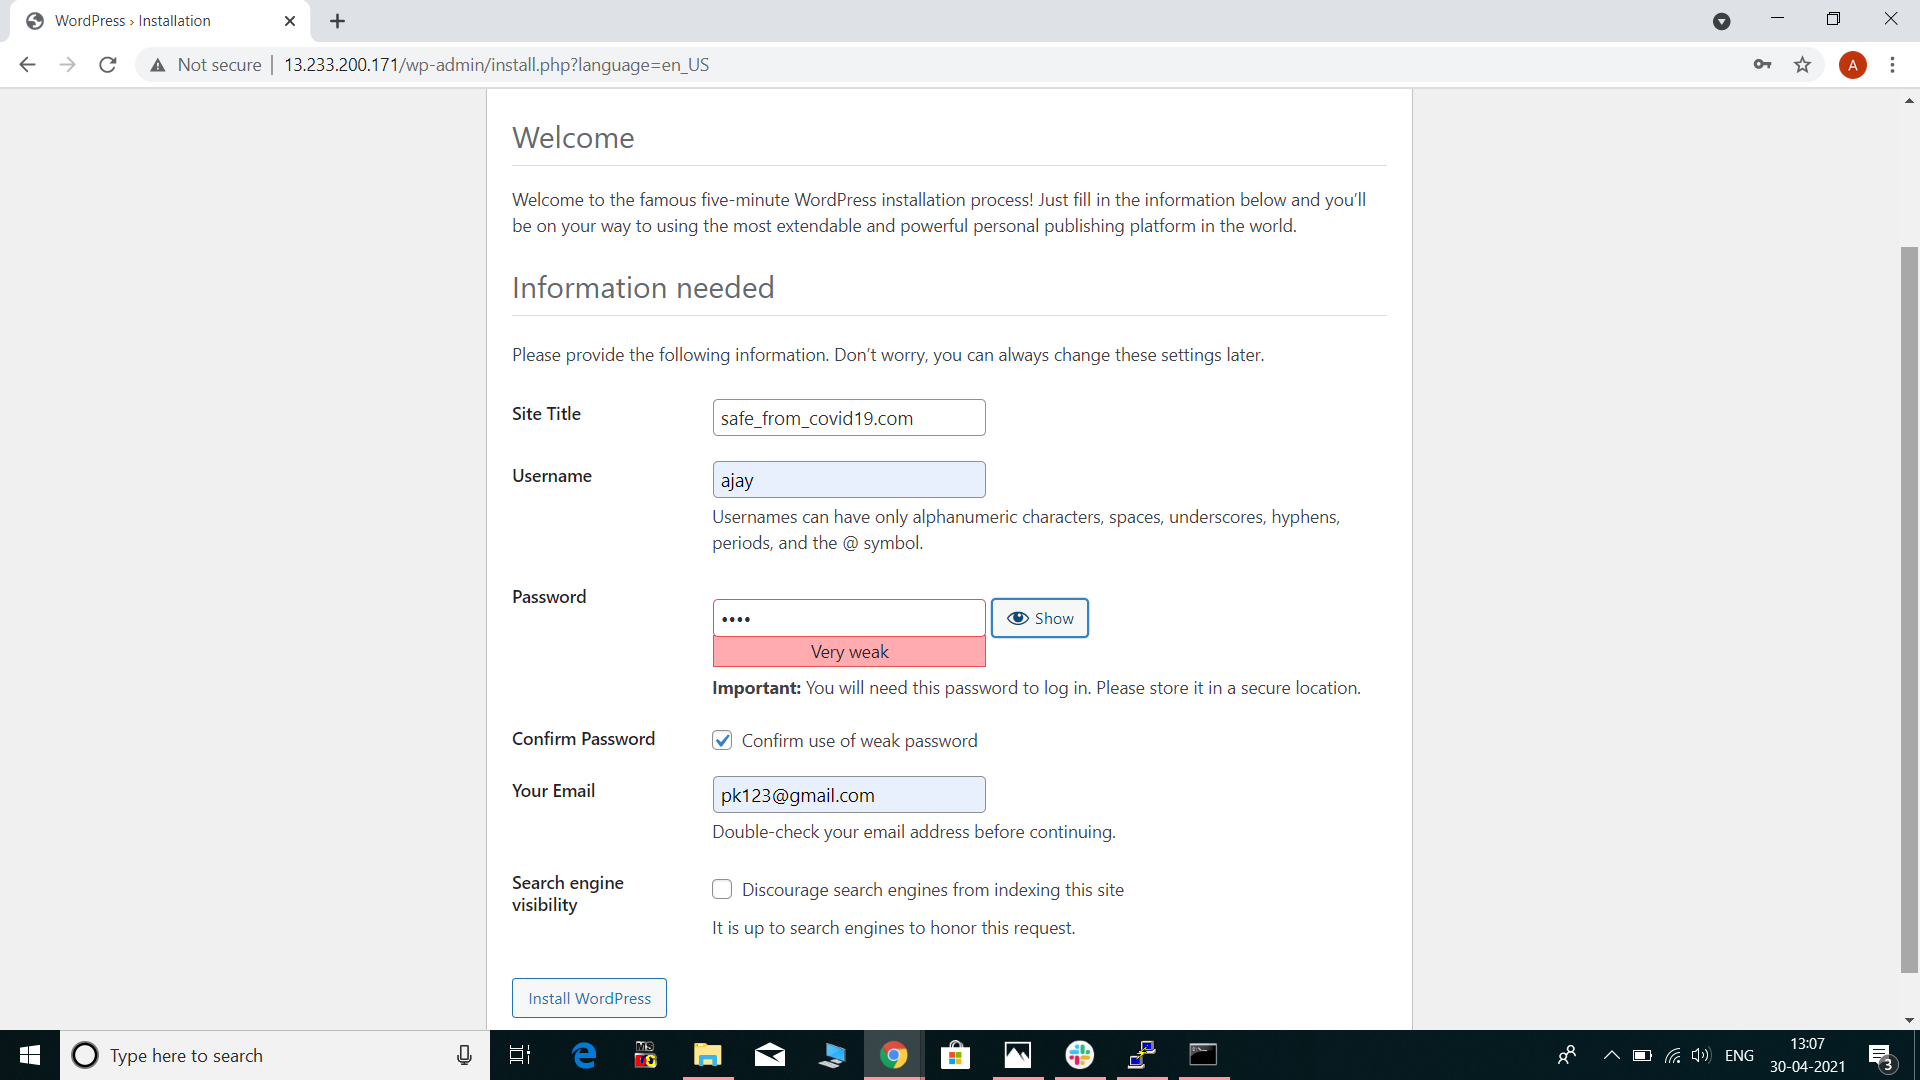 WordPress › Installation
Not secure
13.233.200.171/wp-admin/install.php?language=en_US
A
Welcome
Welcome to the famous five-minute WordPress installation process! Just fill in the information below and you’ll
be on your way to using the most extendable and powerful personal publishing platform in the world.
Information needed
Please provide the following information. Don’t worry, you can always change these settings later.
Site Title
safe_from_covid19.com
Username
ajay
Usernames can have only alphanumeric characters, spaces, underscores, hyphens,
periods, and the @ symbol.
Password
••••
Show
Very weak
Important: You will need this password to log in. Please store it in a secure location.
Confirm Password
Confirm use of weak password
Your Email
pk123@gmail.com
Double-check your email address before continuing.
Search engine
visibility
Discourage search engines from indexing this site
It is up to search engines to honor this request.
Install WordPress
Type here to search
ENG
13:07
30-04-2021
3